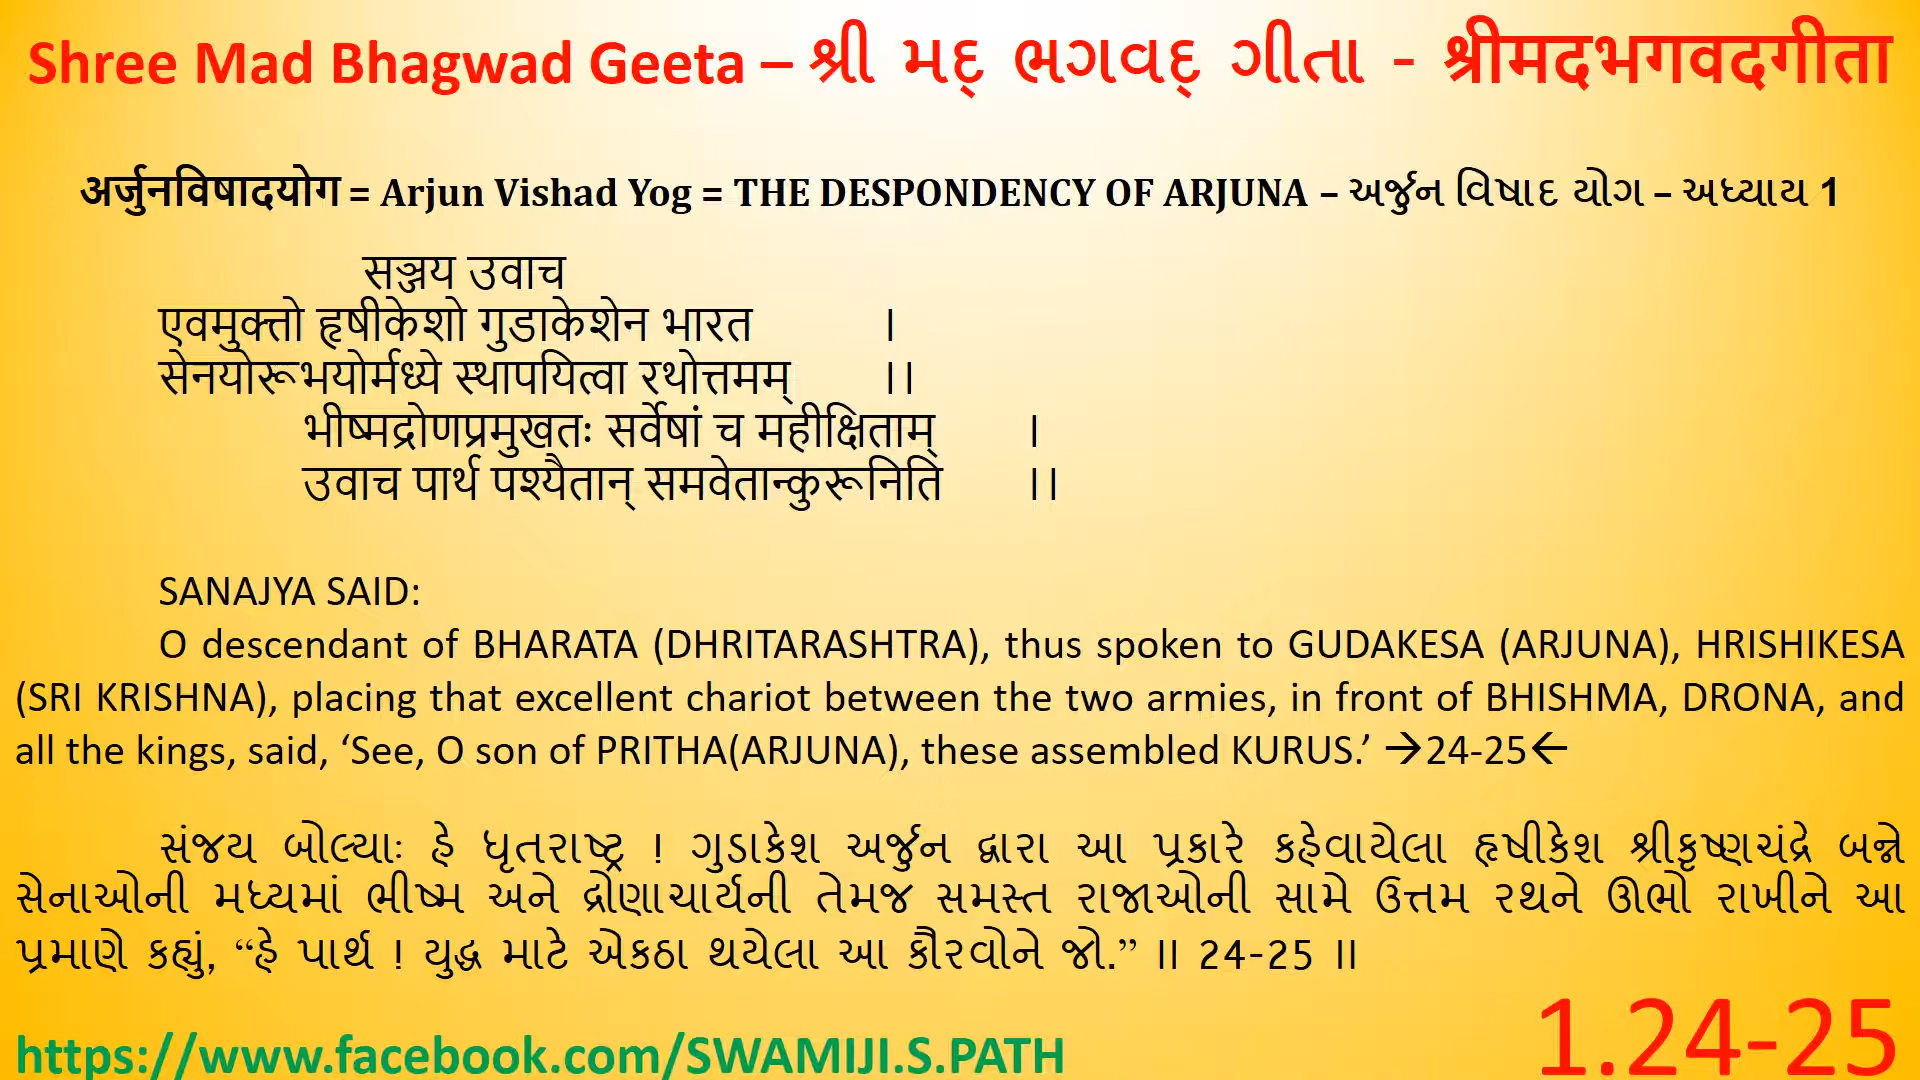 Shree Mad Bhagwad Geeta – શ્રી મદ્ ભગવદ્ ગીતા - श्रीमदभगवदगीता
अर्जुनविषादयोग = Arjun Vishad Yog = THE DESPONDENCY OF ARJUNA – અર્જુન વિષાદ યોગ – અધ્યાય 1
सञ्जय उवाच
एवमुक्तो हृषीकेशो गुडाकेशेन भारत ।
सेनयोरूभयोर्मध्ये स्थापयित्वा रथोत्तमम् ।।
भीष्मद्रोणप्रमुखतः सर्वेषां च महीक्षिताम् ।
उवाच पार्थ पश्यैतान् समवेतान्कुरूनिति ।।
SANAJYA SAID:
O descendant of BHARATA (DHRITARASHTRA), thus spoken to GUDAKESA (ARJUNA), HRISHIKESA
(SRI KRISHNA), placing that excellent chariot between the two armies, in front of BHISHMA, DRONA, and
all the kings, said, ‘See, O son of PRITHA(ARJUNA), these assembled KURUS.’ →24-25←
સંજય બોલ્યાઃ હે ધૃતરાષ્ટ્ર ! ગુડાકેશ અર્જુન દ્વારા આ પ્રકારે કહેવાયેલા હૃષીકેશ શ્રીકૃષ્ણચંદ્રે બન્ને
સેનાઓની મધ્યમાં ભીષ્મ અને દ્રોણાચાર્યની તેમજ સમસ્ત રાજાઓની સામે ઉત્તમ રથને ઊભો રાખીને આ
પ્રમાણે કહ્યું, “હે પાર્થ ! યુદ્ધ માટે એકઠા થયેલા આ કૌરવોને જો.” ॥ 24-25 ॥
https://www.facebook.com/SWAMIJI.S.PATH
1.24-25